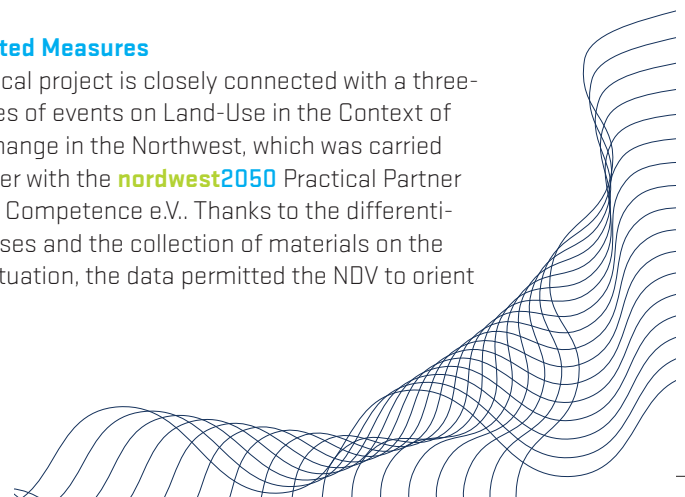 ted Measures
cal project is closely connected with a three-
es of events on Land-Use in the Context of
hange in the Northwest, which was carried
er with the nordwest2050 Practical Partner
Competence e.V.. Thanks to the differenti-
ses and the collection of materials on the
tuation, the data permitted the NDV to orient